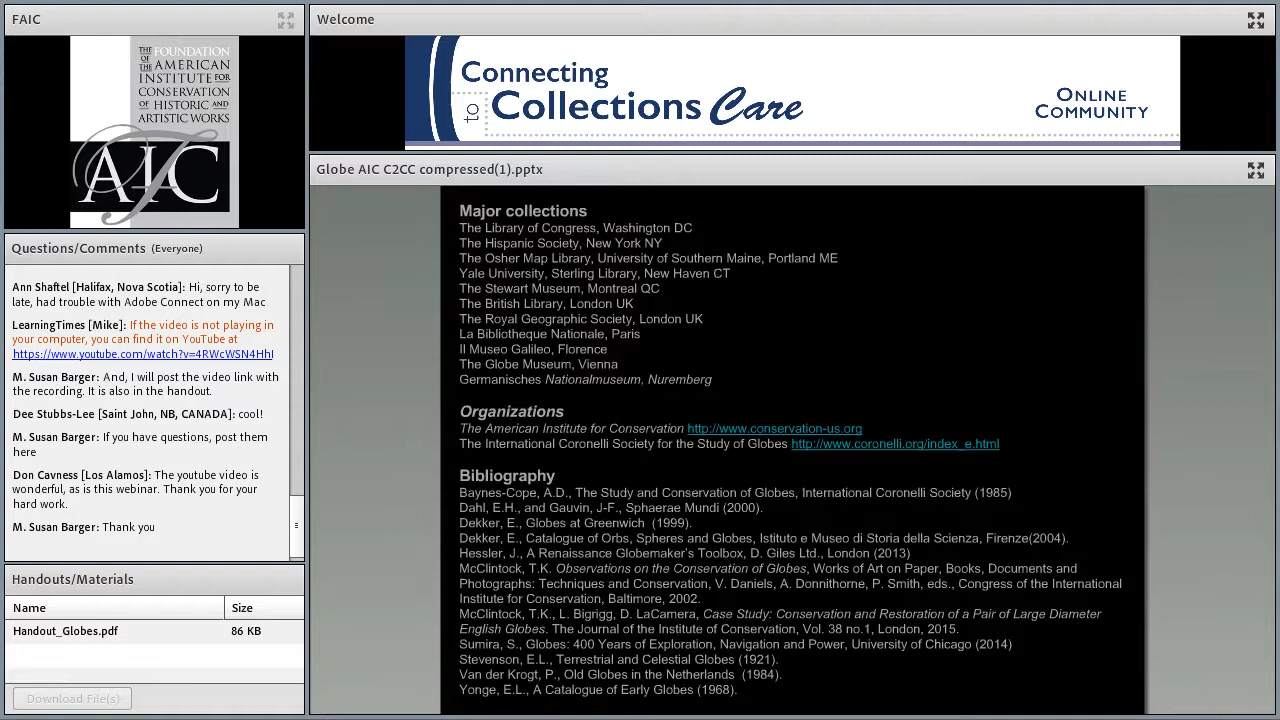 FAIC
THE
FOUNDATION
OF THE
AMERICAN
INSTITUTE FOR
CONSERVATION
OF HISTORIC AND
ARTISTIC WORKS
AIC
Questions/Comments (Everyone)
Ann Shaftel [Halifax, Nova Scotia]: Hi, sorry to be
late, had trouble with Adobe Connect on my Mac
LearningTimes [Mike]: If the video is not playing in
your computer, you can find it on YouTube at
https://www.youtube.com/watch?v=4RWcWSN4HhI
M. Susan Barger: And, I will post the video link with
the recording. It is also in the handout.
Dee Stubbs-Lee [Saint John, NB, CANADA]: cool!
M. Susan Barger: If you have questions, post them
here
Don Cavness [Los Alamos]: The youtube video is
wonderful, as is this webinar. Thank you for your
hard work.
M. Susan Barger: Thank you
Handouts/Materials
Name Size
Handout_Globes.pdf 86 KB
Download File(s)
Welcome
Connecting
to Collections Care
ONLINE
COMMUNITY
Globe AIC C2CC compressed(1).pptx
Major collections
The Library of Congress, Washington DC
The Hispanic Society, New York NY
The Osher Map Library, University of Southern Maine, Portland ME
Yale University, Sterling Library, New Haven CT
The Stewart Museum, Montreal QC
The British Library, London UK
The Royal Geographic Society, London UK
La Bibliotheque Nationale, Paris
Il Museo Galileo, Florence
The Globe Museum, Vienna
Germanisches Nationalmuseum, Nuremberg
Organizations
The American Institute for Conservation http://www.conservation-us.org
The International Coronelli Society for the Study of Globes http://www.coronelli.org/index_e.html
Bibliography
Baynes-Cope, A.D., The Study and Conservation of Globes, International Coronelli Society (1985)
Dahl, E.H., and Gauvin, J-F., Sphaerae Mundi (2000).
Dekker, E., Globes at Greenwich (1999).
Dekker, E., Catalogue of Orbs, Spheres and Globes, Istituto e Museo di Storia della Scienza, Firenze(2004).
Hessler, J., A Renaissance Globemaker's Toolbox, D. Giles Ltd., London (2013)
McClintock, T.K. Observations on the Conservation of Globes, Works of Art on Paper, Books, Documents and
Photographs: Techniques and Conservation, V. Daniels, A. Donnithorne, P. Smith, eds., Congress of the International
Institute for Conservation, Baltimore, 2002.
McClintock, T.K., L. Bigrigg, D. LaCamera, Case Study: Conservation and Restoration of a Pair of Large Diameter
English Globes. The Journal of the Institute of Conservation, Vol. 38 no.1, London, 2015.
Sumira, S., Globes: 400 Years of Exploration, Navigation and Power, University of Chicago (2014)
Stevenson, E.L., Terrestrial and Celestial Globes (1921).
Van der Krogt, P., Old Globes in the Netherlands (1984).
Yonge, E.L., A Catalogue of Early Globes (1968).